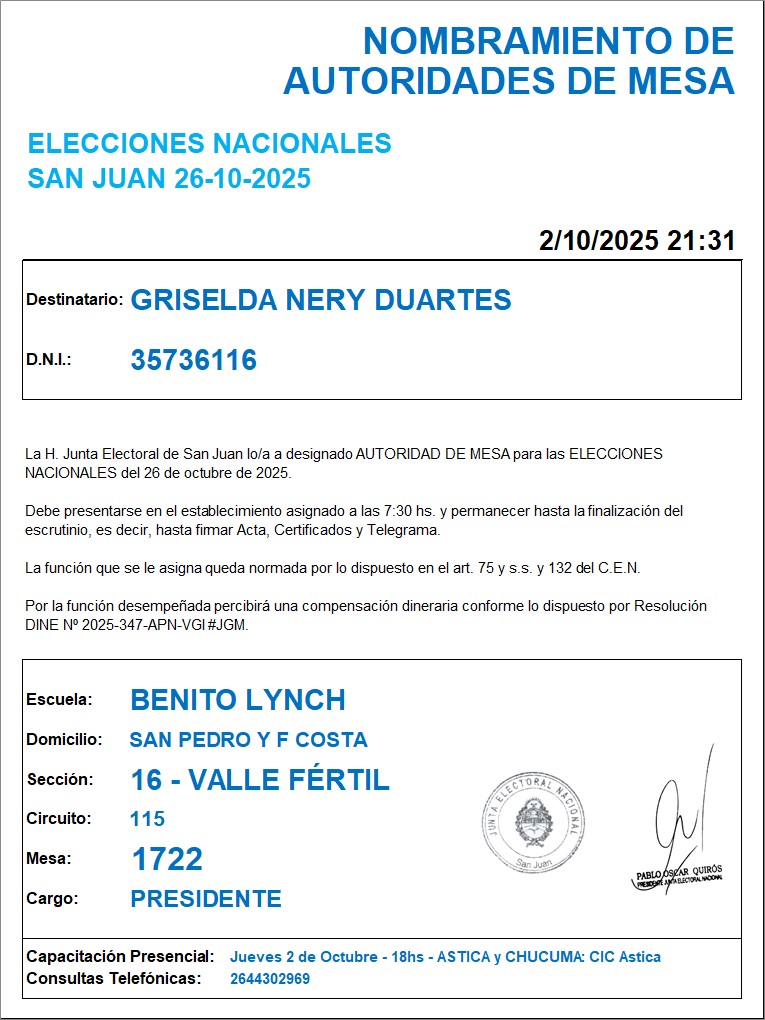 NOMBRAMIENTO DE
AUTORIDADES DE MESA
ELECCIONES NACIONALES
SAN JUAN 26-10-2025
2/10/2025 21:31
Destinatario: GRISELDA NERY DUARTES
D.N.I.: 35736116
La H. Junta Electoral de San Juan lo/a a designado AUTORIDAD DE MESA para las ELECCIONES
NACIONALES del 26 de octubre de 2025.
Debe presentarse en el establecimiento asignado a las 7:30 hs. y permanecer hasta la finalización del
escrutinio, es decir, hasta firmar Acta, Certificados y Telegrama.
La función que se le asigna queda normada por lo dispuesto en el art. 75 y s.s. y 132 del C.E.N.
Por la función desempeñada percibirá una compensación dineraria conforme lo dispuesto por Resolución
DINE Nº 2025-347-APN-VGI#JGM.
Escuela: BENITO LYNCH
Domicilio: SAN PEDRO Y F COSTA
Sección: 16 - VALLE FÉRTIL
Circuito: 115
Mesa: 1722
Cargo: PRESIDENTE
JUNTA ELECTORAL NACIONAL
San Juan
PABLO OSCAR QUIRÓS
PRESIDENTE JUNTA ELECTORAL NACIONAL
Capacitación Presencial: Jueves 2 de Octubre - 18hs - ASTICA y CHUCUMA: CIC Astica
Consultas Telefónicas: 2644302969